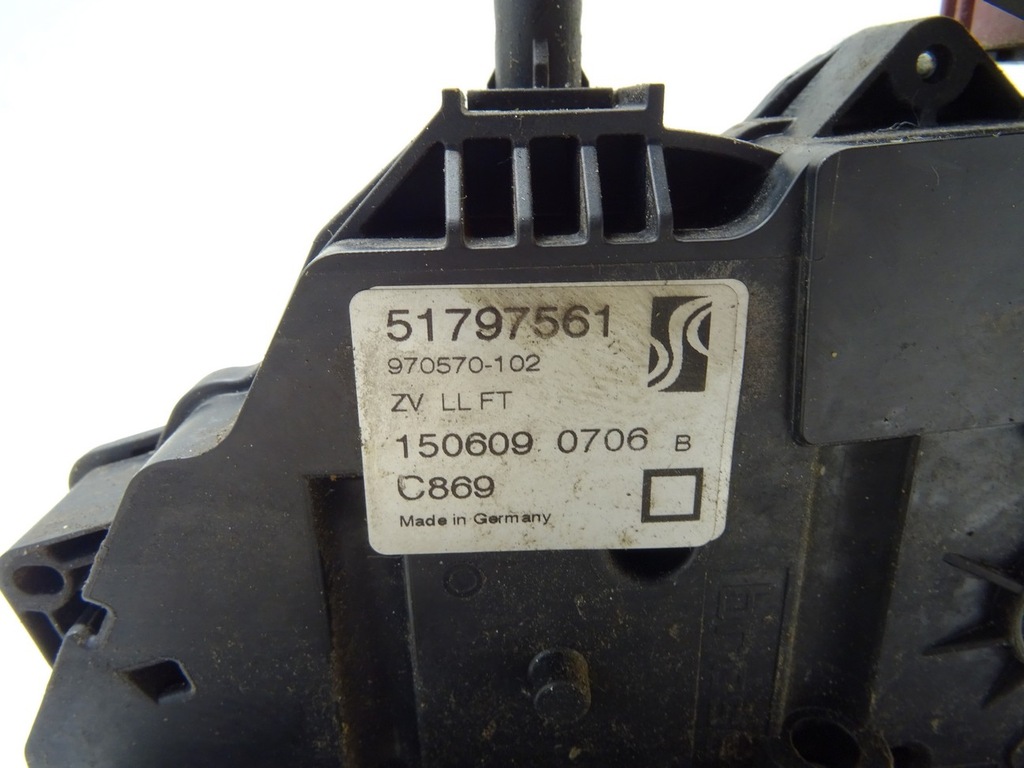 51797561
970570-102
ZV LL FT
150609 0706 B
C869
Made in Germany